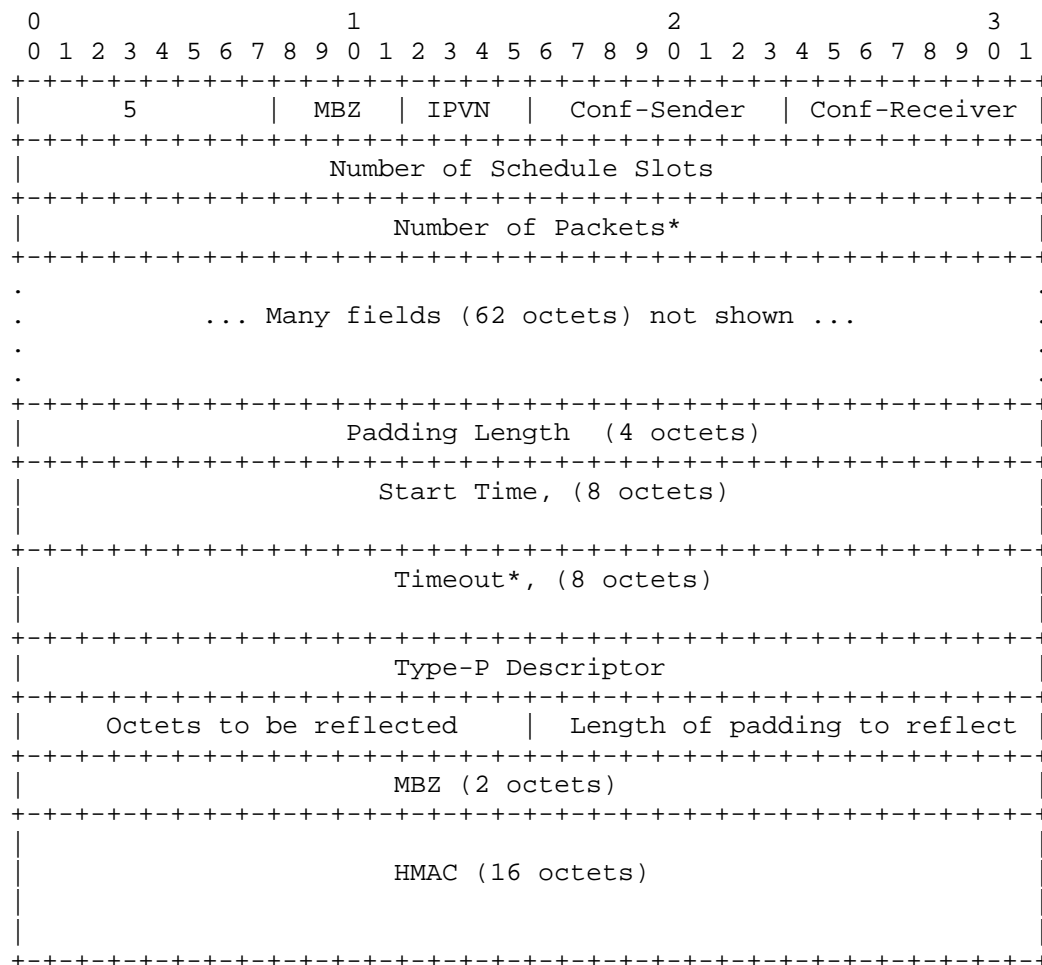 0                   1                   2                   3
 0 1 2 3 4 5 6 7 8 9 0 1 2 3 4 5 6 7 8 9 0 1 2 3 4 5 6 7 8 9 0 1
+-+-+-+-+-+-+-+-+-+-+-+-+-+-+-+-+-+-+-+-+-+-+-+-+-+-+-+-+-+-+-+-+
|      5        |  MBZ  | IPVN  |  Conf-Sender  | Conf-Receiver |
+-+-+-+-+-+-+-+-+-+-+-+-+-+-+-+-+-+-+-+-+-+-+-+-+-+-+-+-+-+-+-+-+
|                   Number of Schedule Slots                    |
+-+-+-+-+-+-+-+-+-+-+-+-+-+-+-+-+-+-+-+-+-+-+-+-+-+-+-+-+-+-+-+-+
|                       Number of Packets*                      |
+-+-+-+-+-+-+-+-+-+-+-+-+-+-+-+-+-+-+-+-+-+-+-+-+-+-+-+-+-+-+-+-+
.                                                               .
.           ... Many fields (62 octets) not shown ...           .
.                                                               .
.                                                               .
+-+-+-+-+-+-+-+-+-+-+-+-+-+-+-+-+-+-+-+-+-+-+-+-+-+-+-+-+-+-+-+-+
|                    Padding Length  (4 octets)                 |
+-+-+-+-+-+-+-+-+-+-+-+-+-+-+-+-+-+-+-+-+-+-+-+-+-+-+-+-+-+-+-+-+
|                      Start Time, (8 octets)                   |
|                                                               |
+-+-+-+-+-+-+-+-+-+-+-+-+-+-+-+-+-+-+-+-+-+-+-+-+-+-+-+-+-+-+-+-+
|                       Timeout*, (8 octets)                    |
|                                                               |
+-+-+-+-+-+-+-+-+-+-+-+-+-+-+-+-+-+-+-+-+-+-+-+-+-+-+-+-+-+-+-+-+
|                       Type-P Descriptor                       |
+-+-+-+-+-+-+-+-+-+-+-+-+-+-+-+-+-+-+-+-+-+-+-+-+-+-+-+-+-+-+-+-+
|     Octets to be reflected    |  Length of padding to reflect |
+-+-+-+-+-+-+-+-+-+-+-+-+-+-+-+-+-+-+-+-+-+-+-+-+-+-+-+-+-+-+-+-+
|                       MBZ (2 octets)                          |
+-+-+-+-+-+-+-+-+-+-+-+-+-+-+-+-+-+-+-+-+-+-+-+-+-+-+-+-+-+-+-+-+
|                                                               |
|                       HMAC (16 octets)                        |
|                                                               |
|                                                               |
+-+-+-+-+-+-+-+-+-+-+-+-+-+-+-+-+-+-+-+-+-+-+-+-+-+-+-+-+-+-+-+-+